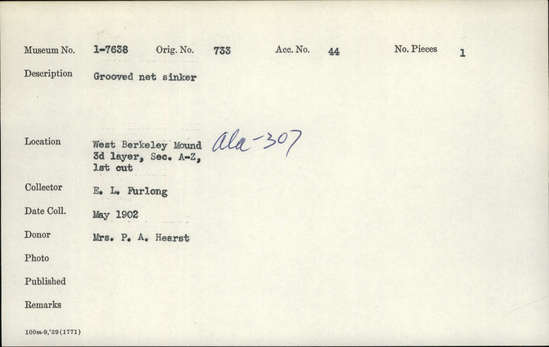 Museum No. 1-7638 Orig. No. 733 Acc. No. 44 No. Pieces 1
Description Grooved net sinker
Location West Berkeley Mound Ala-307
3d layer, Sec. A-Z,
1st cut
Collector E. L. Furlong
Date Coll. May 1902
Donor Mrs. P. A. Hearst
Photo
Published
Remarks
100m-9,'39(1771)